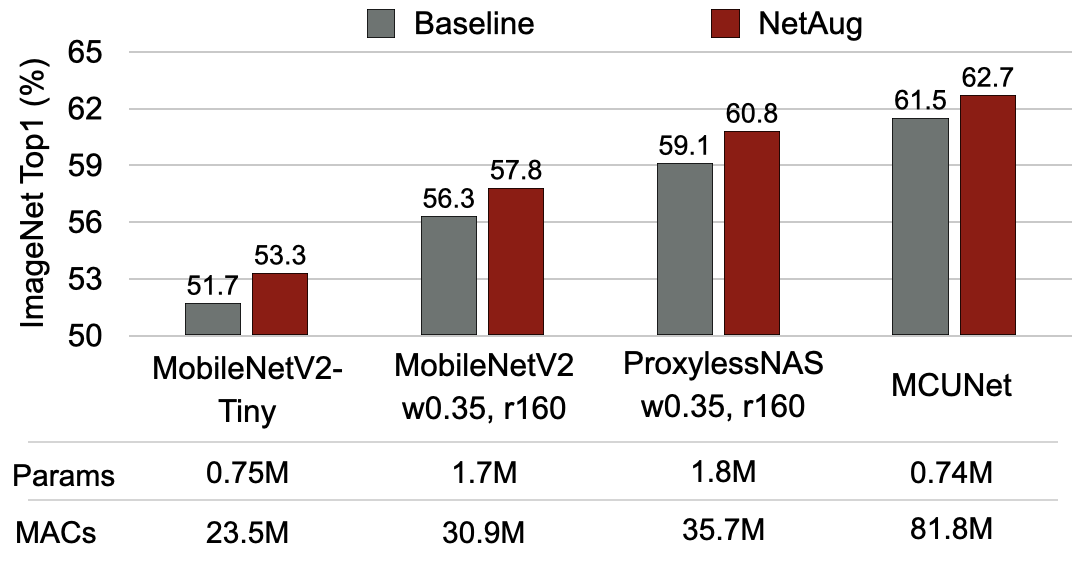 Baseline NetAug
ImageNet Top1 (%)
65
62
59
56
53
50
51.7 53.3 56.3 57.8 59.1 60.8 61.5 62.7
MobileNetV2-
Tiny
MobileNetV2
w0.35, r160
ProxylessNAS
w0.35, r160
MCUNet
Params 0.75M 1.7M 1.8M 0.74M
MACs 23.5M 30.9M 35.7M 81.8M